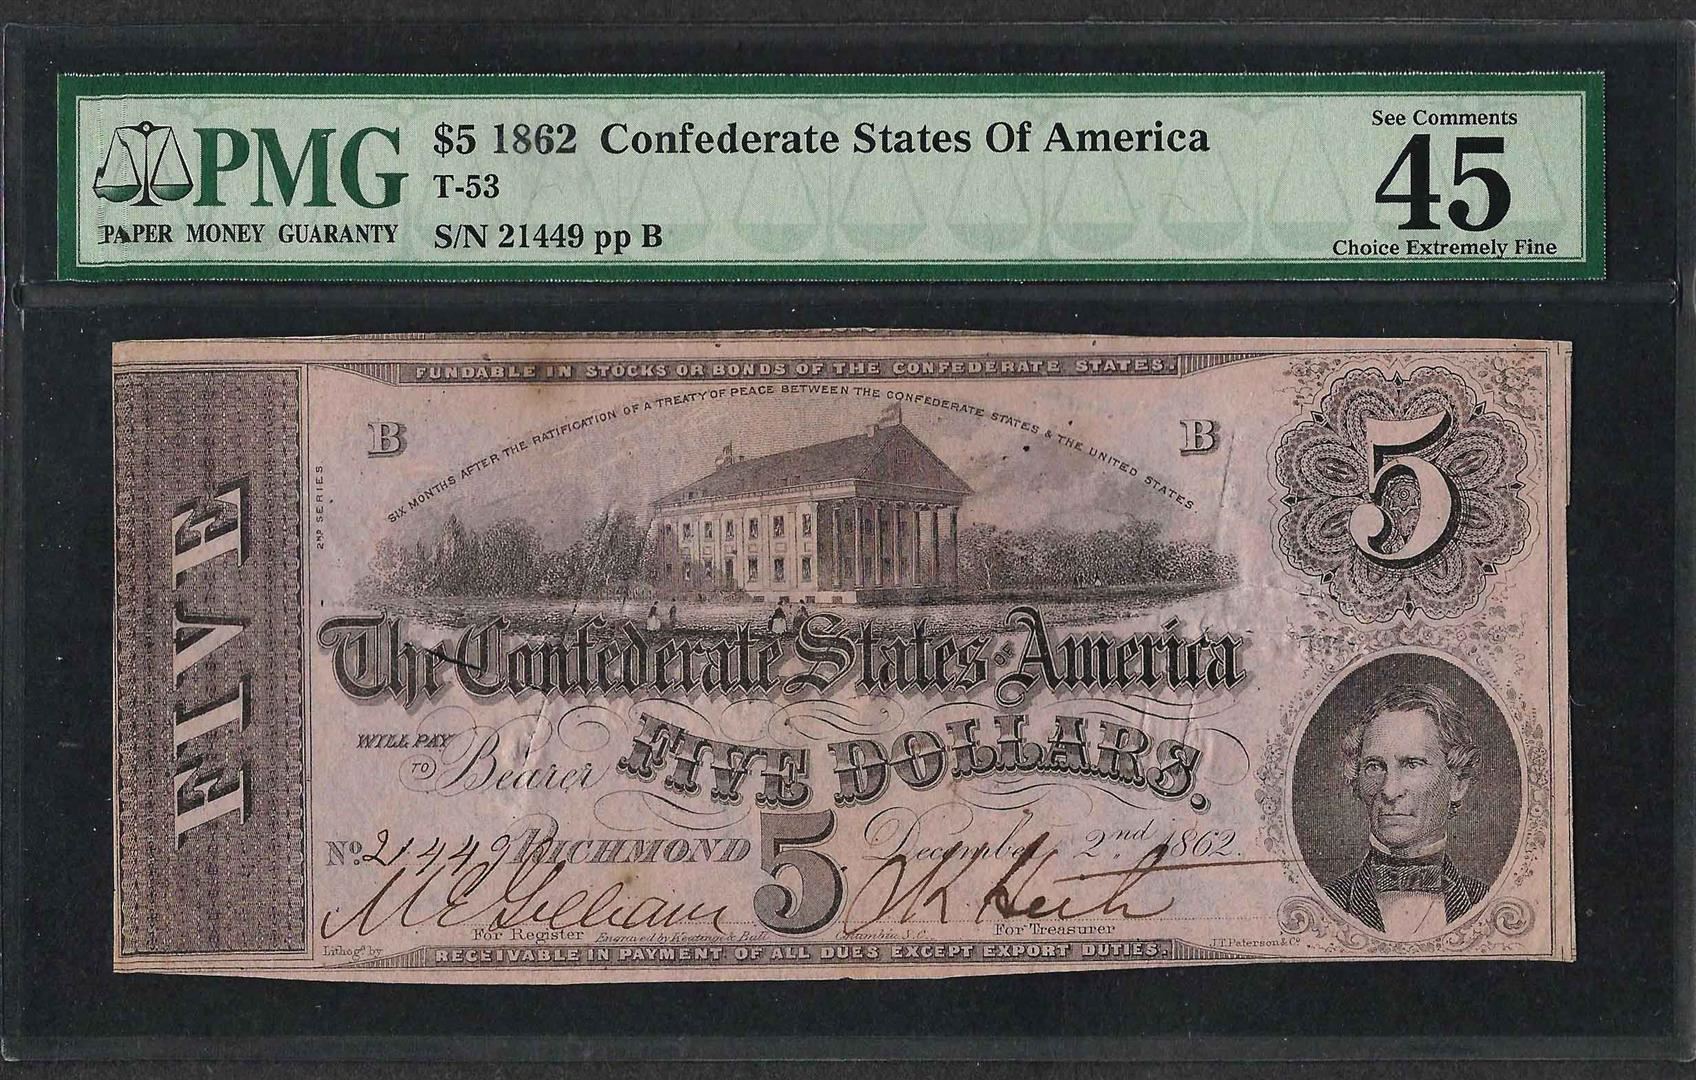 PMG
PAPER MONEY GUARANTY
$5 1862 Confederate States Of America
T-53
S/N 21449 pp B
See Comments
45
Choice Extremely Fine
FUNDABLE IN STOCKS OR BONDS OF THE CONFEDERATE STATES.
SIX MONTHS AFTER THE RATIFICATION OF A TREATY OF PEACE BETWEEN THE CONFEDERATE STATES & THE UNITED STATES
B
B
5
2ND SERIES
FIVE
The Confederate States OF America
WILL PAY
TO Bearer
FIVE DOLLARS.
No. 21449 RICHMOND 5 December 2nd 1862.
For Register
Engraved by Keatinge & Ball
Columbia S.C.
For Treasurer
Lithogd by
J.T. Paterson & Co
RECEIVABLE IN PAYMENT OF ALL DUES EXCEPT EXPORT DUTIES.